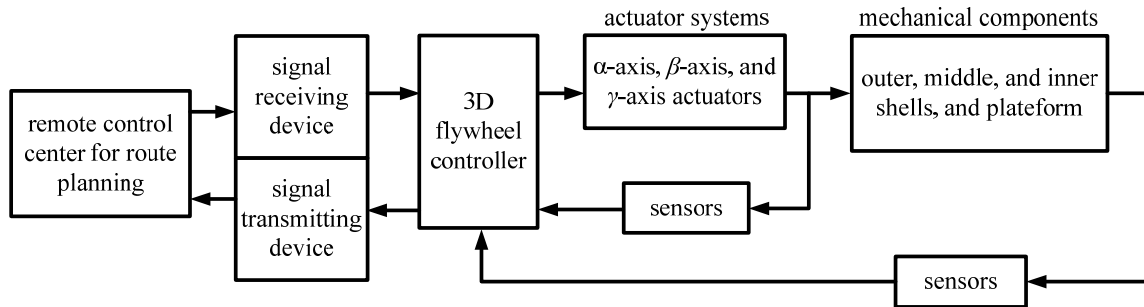 actuator systems
mechanical components
remote control
center for route
planning
signal
receiving
device
signal
transmitting
device
3D
flywheel
controller
α-axis, β-axis, and
γ-axis actuators
outer, middle, and inner
shells, and plateform
sensors
sensors